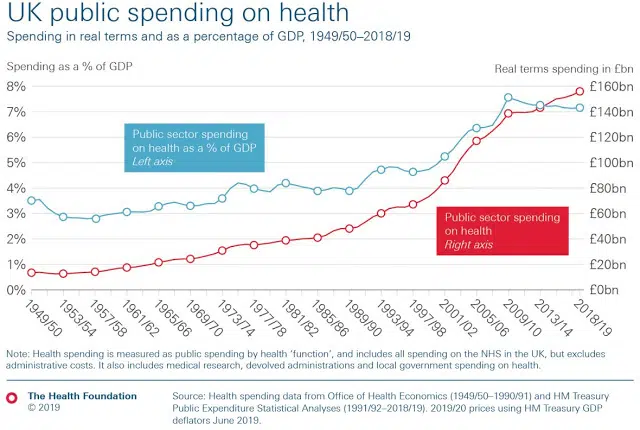 UK public spending on health
Spending in real terms and as a percentage of GDP, 1949/50–2018/19
Spending as a % of GDP
Real terms spending in £bn
8%
7%
6%
5%
4%
3%
2%
1%
0%
£160bn
£140bn
£120bn
£100bn
£80bn
£60bn
£40bn
£20bn
£0bn
Public sector spending
on health as a % of GDP
Left axis
Public sector spending
on health
Right axis
1949/50
1953/54
1957/58
1961/62
1965/66
1969/70
1973/74
1977/78
1981/82
1985/86
1989/90
1993/94
1997/98
2001/02
2005/06
2009/10
2013/14
2018/19
Note: Health spending is measured as public spending by health ‘function’, and includes all spending on the NHS in the UK, but excludes
administrative costs. It also includes medical research, devolved administrations and local government spending on health.
The Health Foundation
© 2019
Source: Health spending data from Office of Health Economics (1949/50–1990/91) and HM Treasury
Public Expenditure Statistical Analyses (1991/92–2018/19). 2019/20 prices using HM Treasury GDP
deflators June 2019.